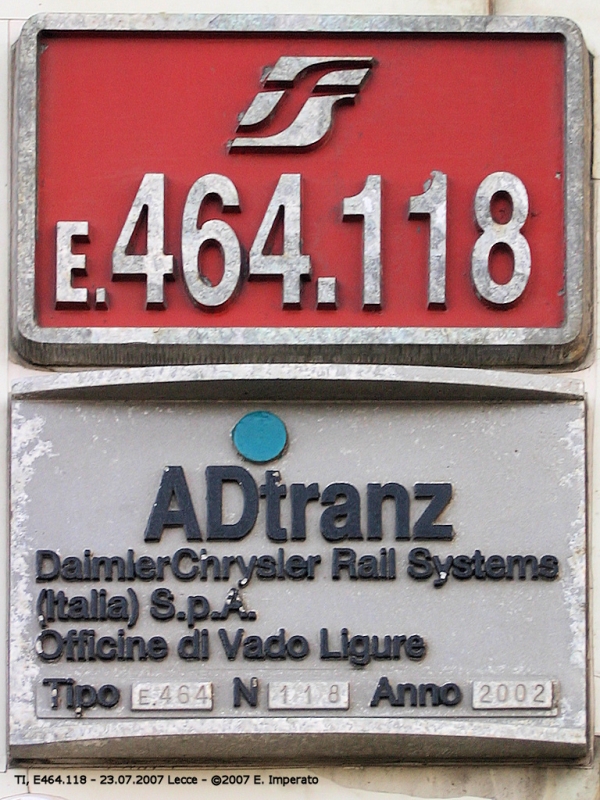 E.464.118
ADtranz
DaimlerChrysler Rail Systems
(Italia) S.p.A.
Officine di Vado Ligure
Tipo E.464 N 118 Anno 2002
TI, E464.118 - 23.07.2007 Lecce - ©2007 E. Imperato